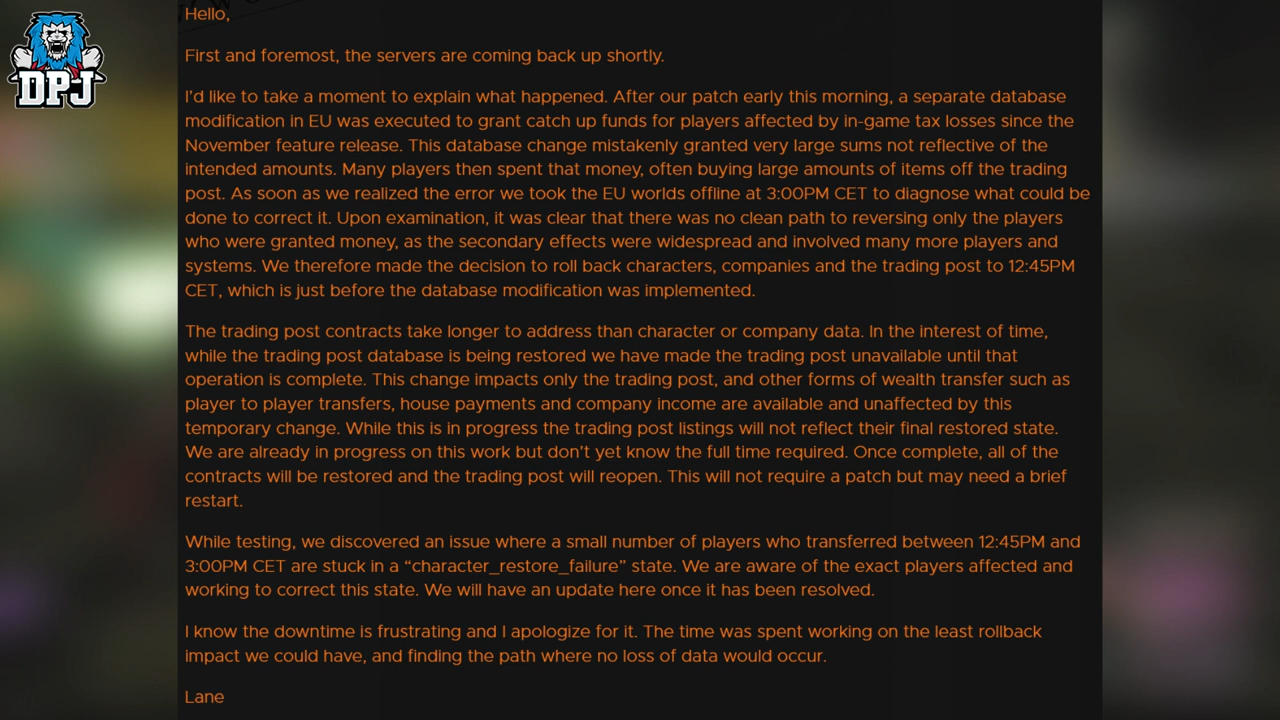 DPJ
Hello,
First and foremost, the servers are coming back up shortly.
I'd like to take a moment to explain what happened. After our patch early this morning, a separate database
modification in EU was executed to grant catch up funds for players affected by in-game tax losses since the
November feature release. This database change mistakenly granted very large sums not reflective of the
intended amounts. Many players then spent that money, often buying large amounts of items off the trading
post. As soon as we realized the error we took the EU worlds offline at 3:00PM CET to diagnose what could be
done to correct it. Upon examination, it was clear that there was no clean path to reversing only the players
who were granted money, as the secondary effects were widespread and involved many more players and
systems. We therefore made the decision to roll back characters, companies and the trading post to 12:45PM
CET, which is just before the database modification was implemented.
The trading post contracts take longer to address than character or company data. In the interest of time,
while the trading post database is being restored we have made the trading post unavailable until that
operation is complete. This change impacts only the trading post, and other forms of wealth transfer such as
player to player transfers, house payments and company income are available and unaffected by this
temporary change. While this is in progress the trading post listings will not reflect their final restored state.
We are already in progress on this work but don't yet know the full time required. Once complete, all of the
contracts will be restored and the trading post will reopen. This will not require a patch but may need a brief
restart.
While testing, we discovered an issue where a small number of players who transferred between 12:45PM and
3:00PM CET are stuck in a “character_restore_failure” state. We are aware of the exact players affected and
working to correct this state. We will have an update here once it has been resolved.
I know the downtime is frustrating and I apologize for it. The time was spent working on the least rollback
impact we could have, and finding the path where no loss of data would occur.
Lane